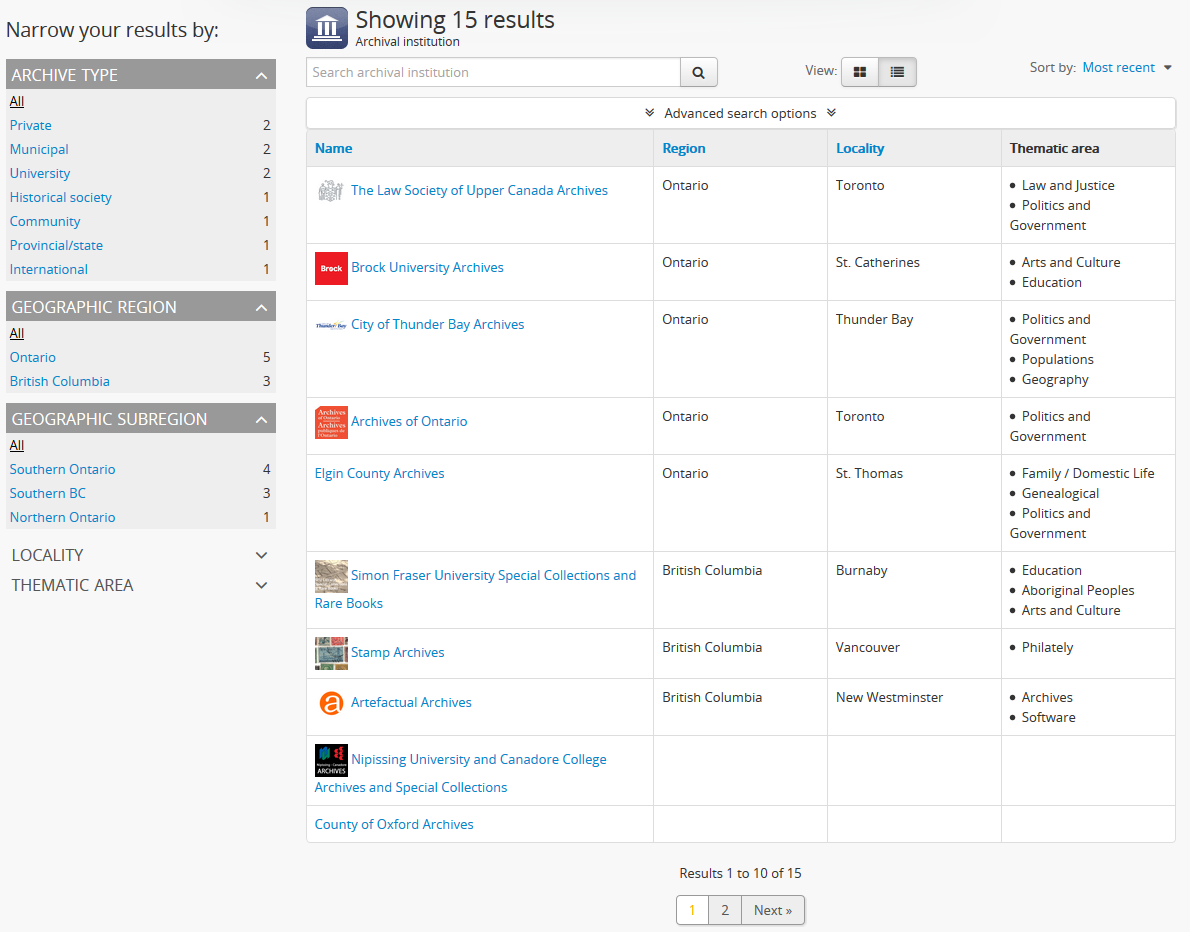 Narrow your results by:
ARCHIVE TYPE
All
Private 2
Municipal 2
University 2
Historical society 1
Community 1
Provincial/state 1
International 1
GEOGRAPHIC REGION
All
Ontario 5
British Columbia 3
GEOGRAPHIC SUBREGION
All
Southern Ontario 4
Southern BC 3
Northern Ontario 1
LOCALITY
THEMATIC AREA
Showing 15 results
Archival institution
Search archival institution
View:
Sort by: Most recent
Advanced search options
Name Region Locality Thematic area
The Law Society of Upper Canada Archives Ontario Toronto • Law and Justice
• Politics and
Government
Brock
Brock University Archives Ontario St. Catherines • Arts and Culture
• Education
Thunder Bay
City of Thunder Bay Archives Ontario Thunder Bay • Politics and
Government
• Populations
• Geography
Archives
of Ontario
Archives
publiques de
l'Ontario
Archives of Ontario Ontario Toronto • Politics and
Government
Elgin County Archives Ontario St. Thomas • Family / Domestic Life
• Genealogical
• Politics and
Government
Simon Fraser University Special Collections and
Rare Books British Columbia Burnaby • Education
• Aboriginal Peoples
• Arts and Culture
Stamp Archives British Columbia Vancouver • Philately
a
Artefactual Archives British Columbia New Westminster • Archives
• Software
Nipissing · Canadore
ARCHIVES
Nipissing University and Canadore College
Archives and Special Collections
County of Oxford Archives
Results 1 to 10 of 15
1 2 Next »